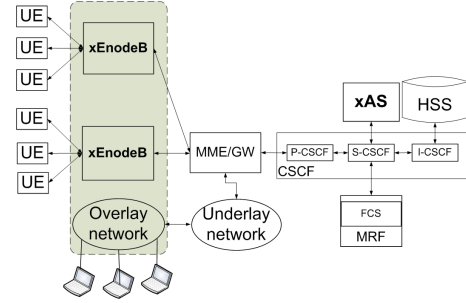 UE
UE
UE
xEnodeB
UE
UE
UE
xEnodeB
MME/GW
xAS
HSS
P-CSCF
S-CSCF
I-CSCF
CSCF
FCS
MRF
Overlay
network
Underlay
network